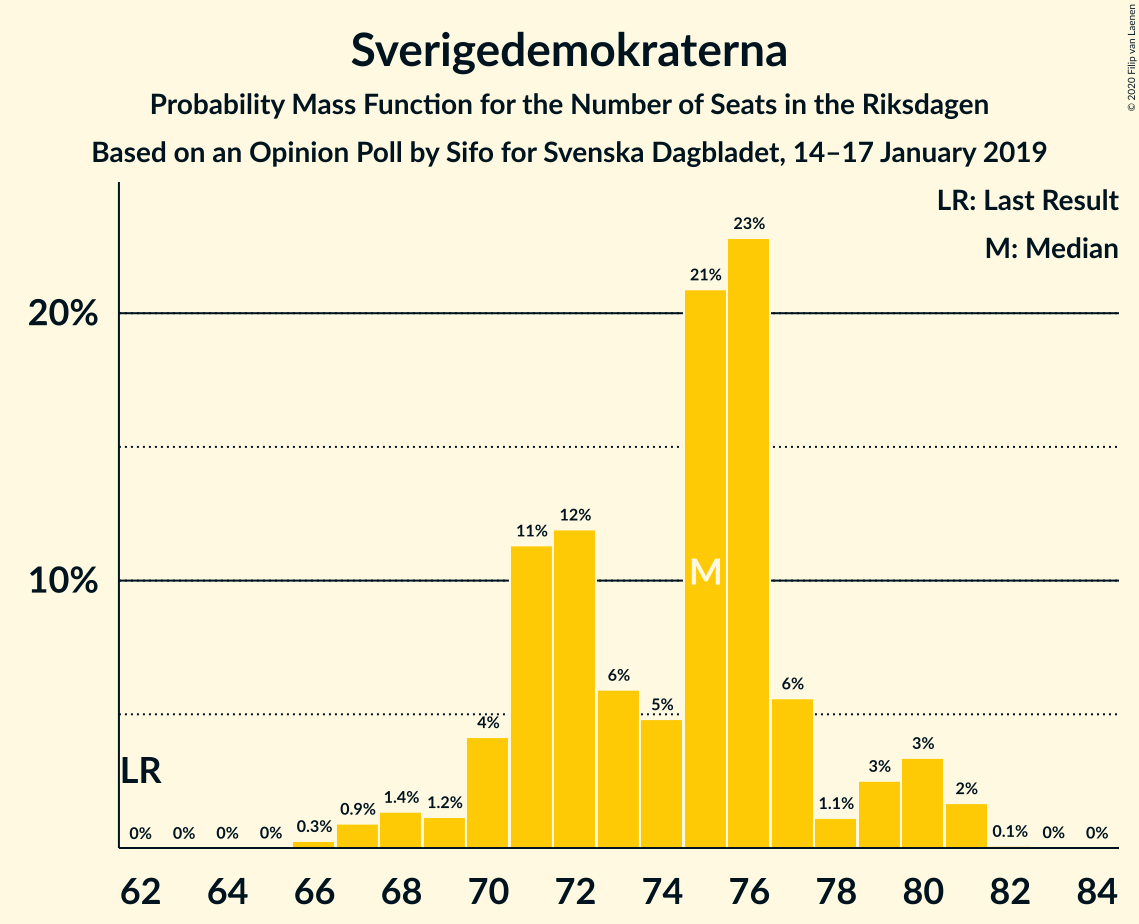 Sverigedemokraterna
Probability Mass Function for the Number of Seats in the Riksdagen
Based on an Opinion Poll by Sifo for Svenska Dagbladet, 14–17 January 2019
© 2020 Filip van Laenen
LR: Last Result
M: Median
20%
10%
LR
0% 0% 0% 0% 0.3% 0.9% 1.4% 1.2% 4% 11% 12% 6% 5% 21% 23% 6% 1.1% 3% 3% 2% 0.1% 0% 0%
M
62 64 66 68 70 72 74 76 78 80 82 84